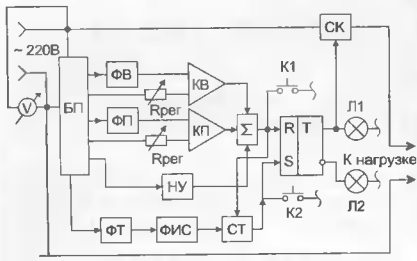 СК
~ 220В
К1
ФВ
КВ
V
БП
Rрег
Л1
ФП
КП
Σ
R T
Rрег
S
К нагрузке
НУ
К2
Л2
ФТ
ФИС
СТ